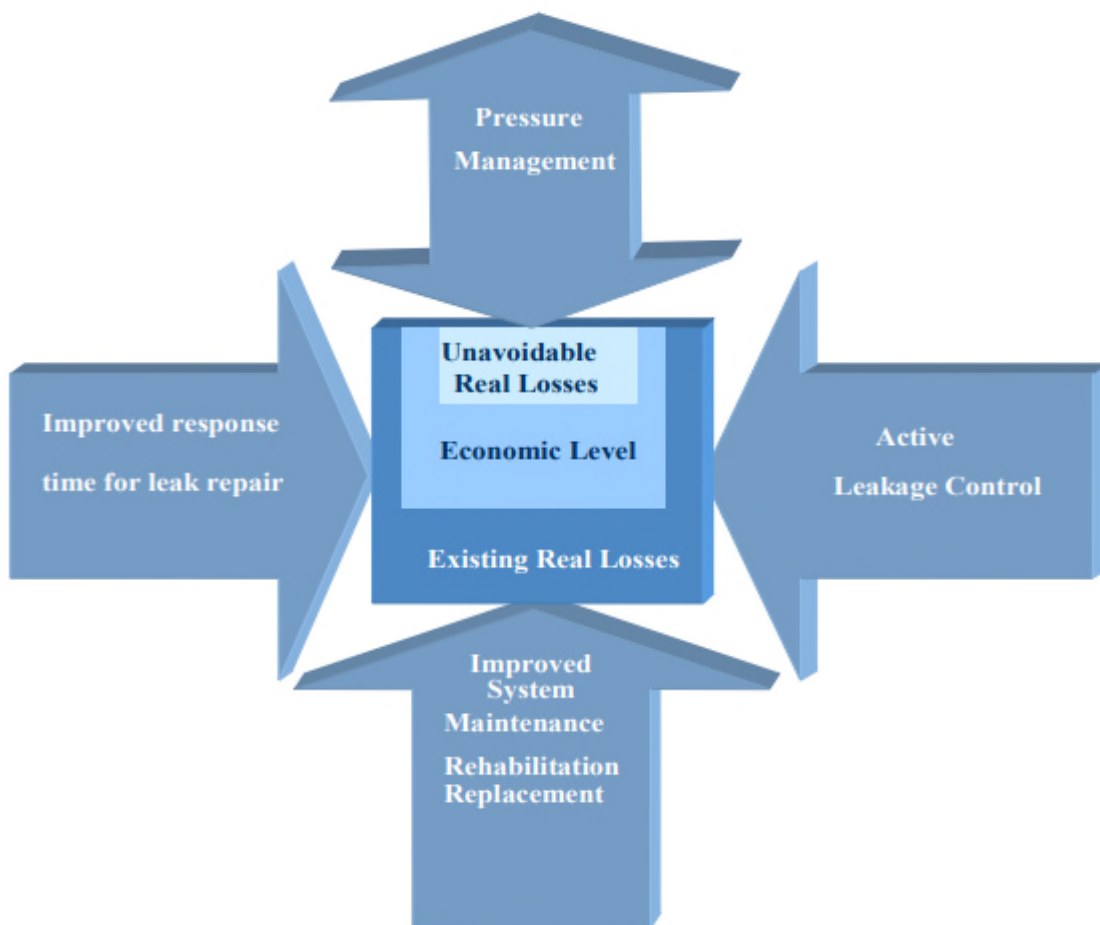 Pressure
Management
Unavoidable
Real Losses
Improved response
time for leak repair
Economic Level
Active
Leakage Control
Existing Real Losses
Improved
System
Maintenance
Rehabilitation
Replacement